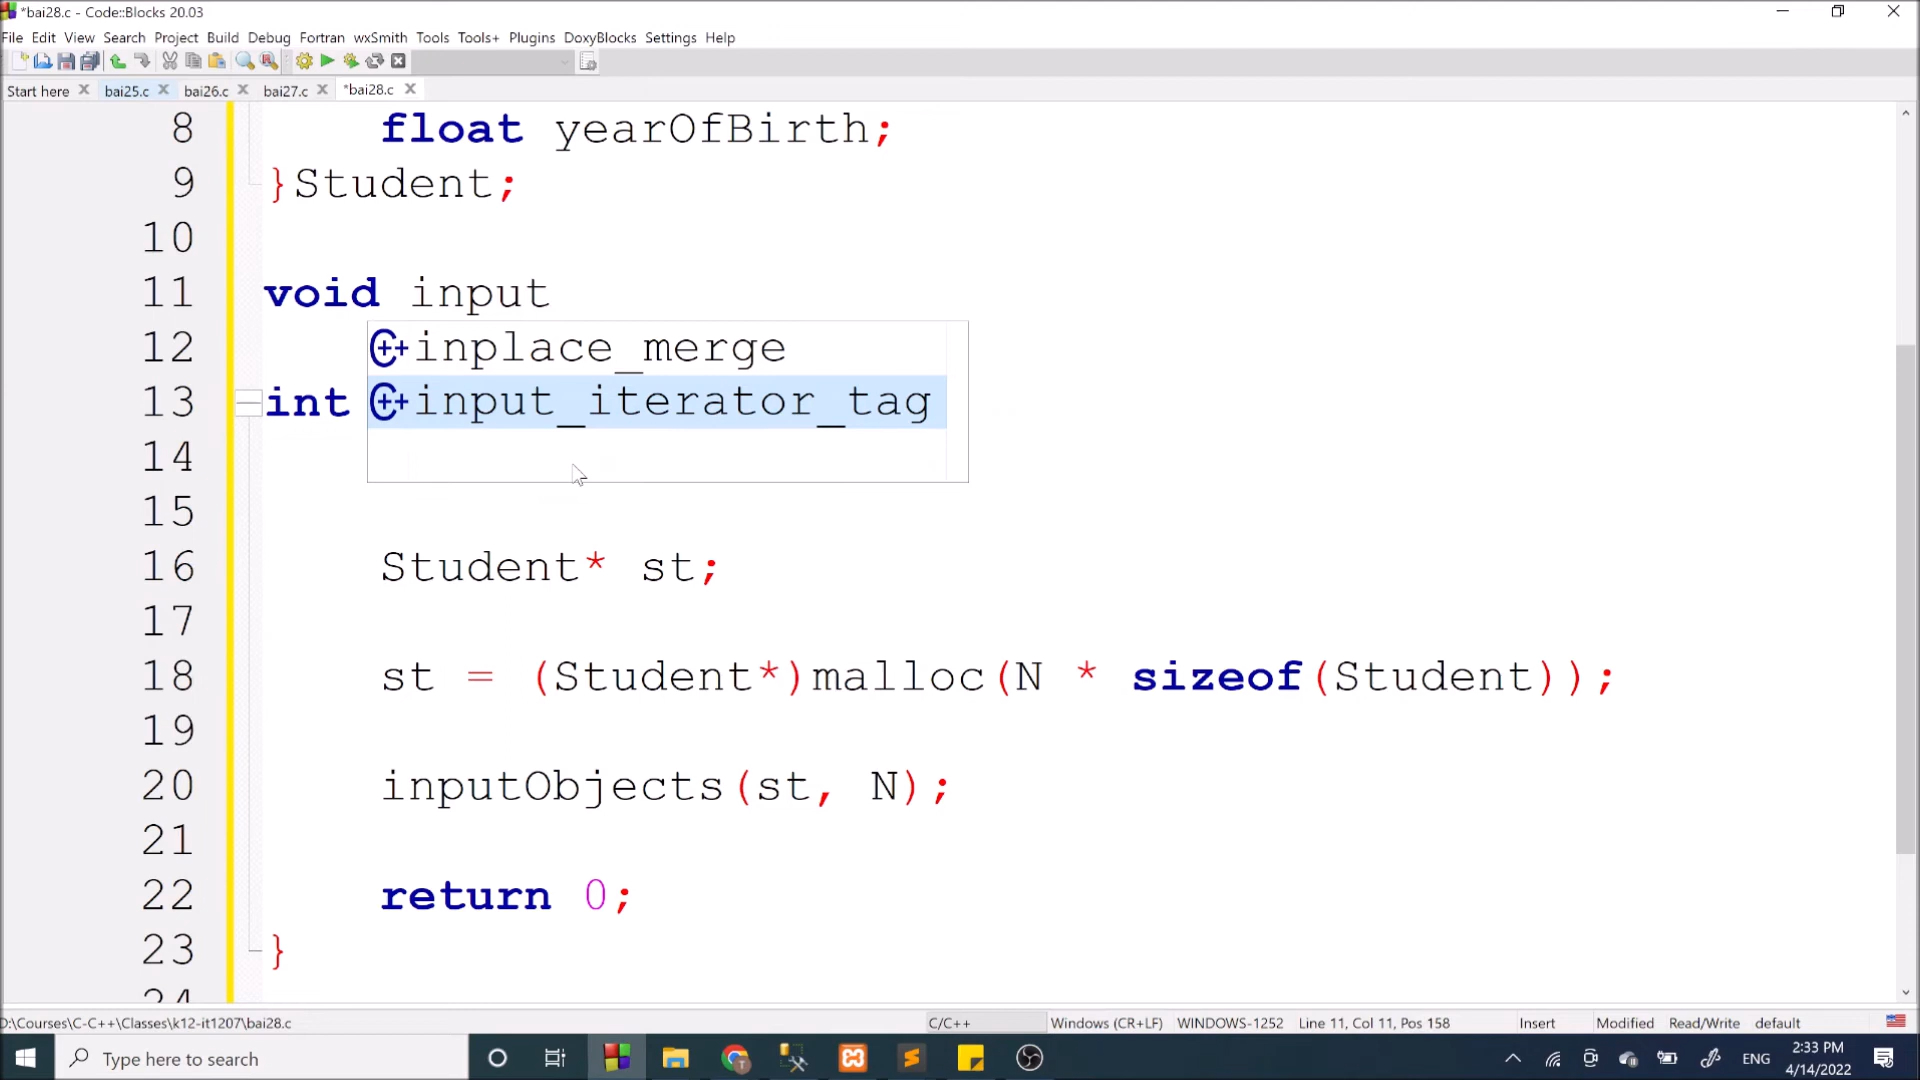 *bai28.c - Code::Blocks 20.03
File Edit View Search Project Build Debug Fortran wxSmith Tools Tools+ Plugins DoxyBlocks Settings Help
Start here bai25.c bai26.c bai27.c *bai28.c
8 float yearOfBirth;
9 }Student;
10
11 void input
12 inplace_merge
13 int input_iterator_tag
14
15
16 Student* st;
17
18 st = (Student*)malloc(N * sizeof(Student));
19
20 inputObjects(st, N);
21
22 return 0;
23 }
24
D:\Courses\C-C++\Classes\k12-it1207\bai28.c C/C++ Windows (CR+LF) WINDOWS-1252 Line 11, Col 11, Pos 158 Insert Modified Read/Write default
Type here to search ENG 2:33 PM
4/14/2022